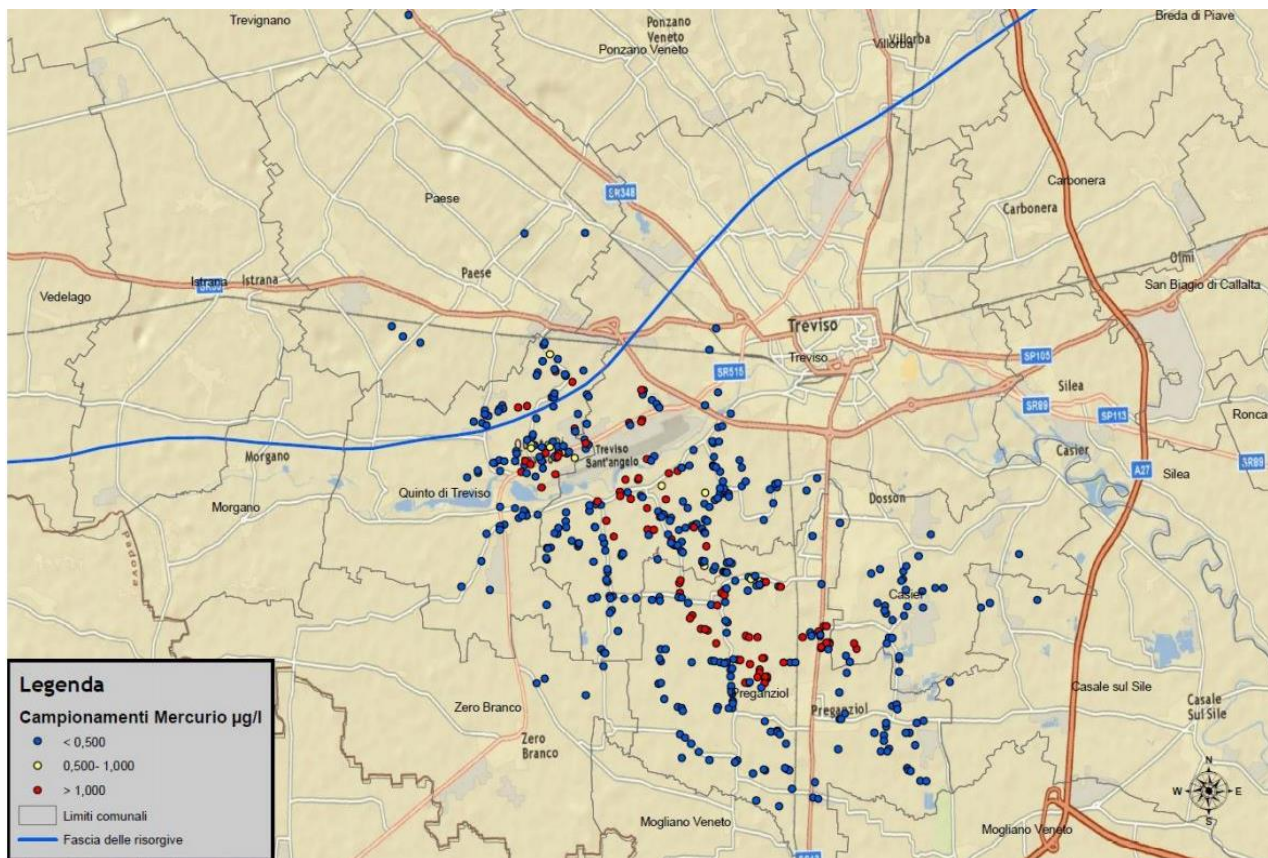 Trevignano
Ponzano
Veneto
Ponzano Veneto
Villorba
Villorba
Breda di Piave
SR348
Paese
Carbonera
Carbonera
Paese
Istrana
Istrana
Vedelago
Olmi
San Biagio di Callalta
Treviso
Treviso
SP105
SR515
Silea
SR89
SP113
Ronca
Casier
SR89
A27
Silea
Morgano
Treviso
Sant'angelo
Quinto di Treviso
Morgano
Dosson
padova
Casier
Preganziol
Preganziol
Casale sul Sile
Casale
Sul Sile
Zero Branco
Zero
Branco
Mogliano Veneto
Mogliano Veneto
N
W
E
S
Legenda
Campionamenti Mercurio µg/l
< 0,500
0,500- 1,000
> 1,000
Limiti comunali
Fascia delle risorgive